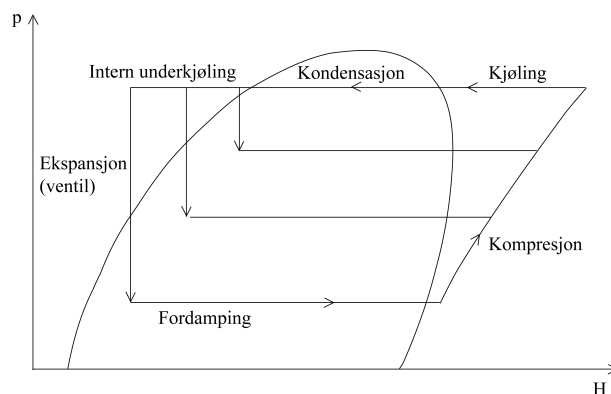 p
Intern underkjøling
Kondensasjon
Kjøling
Ekspansjon
(ventil)
Kompresjon
Fordamping
H